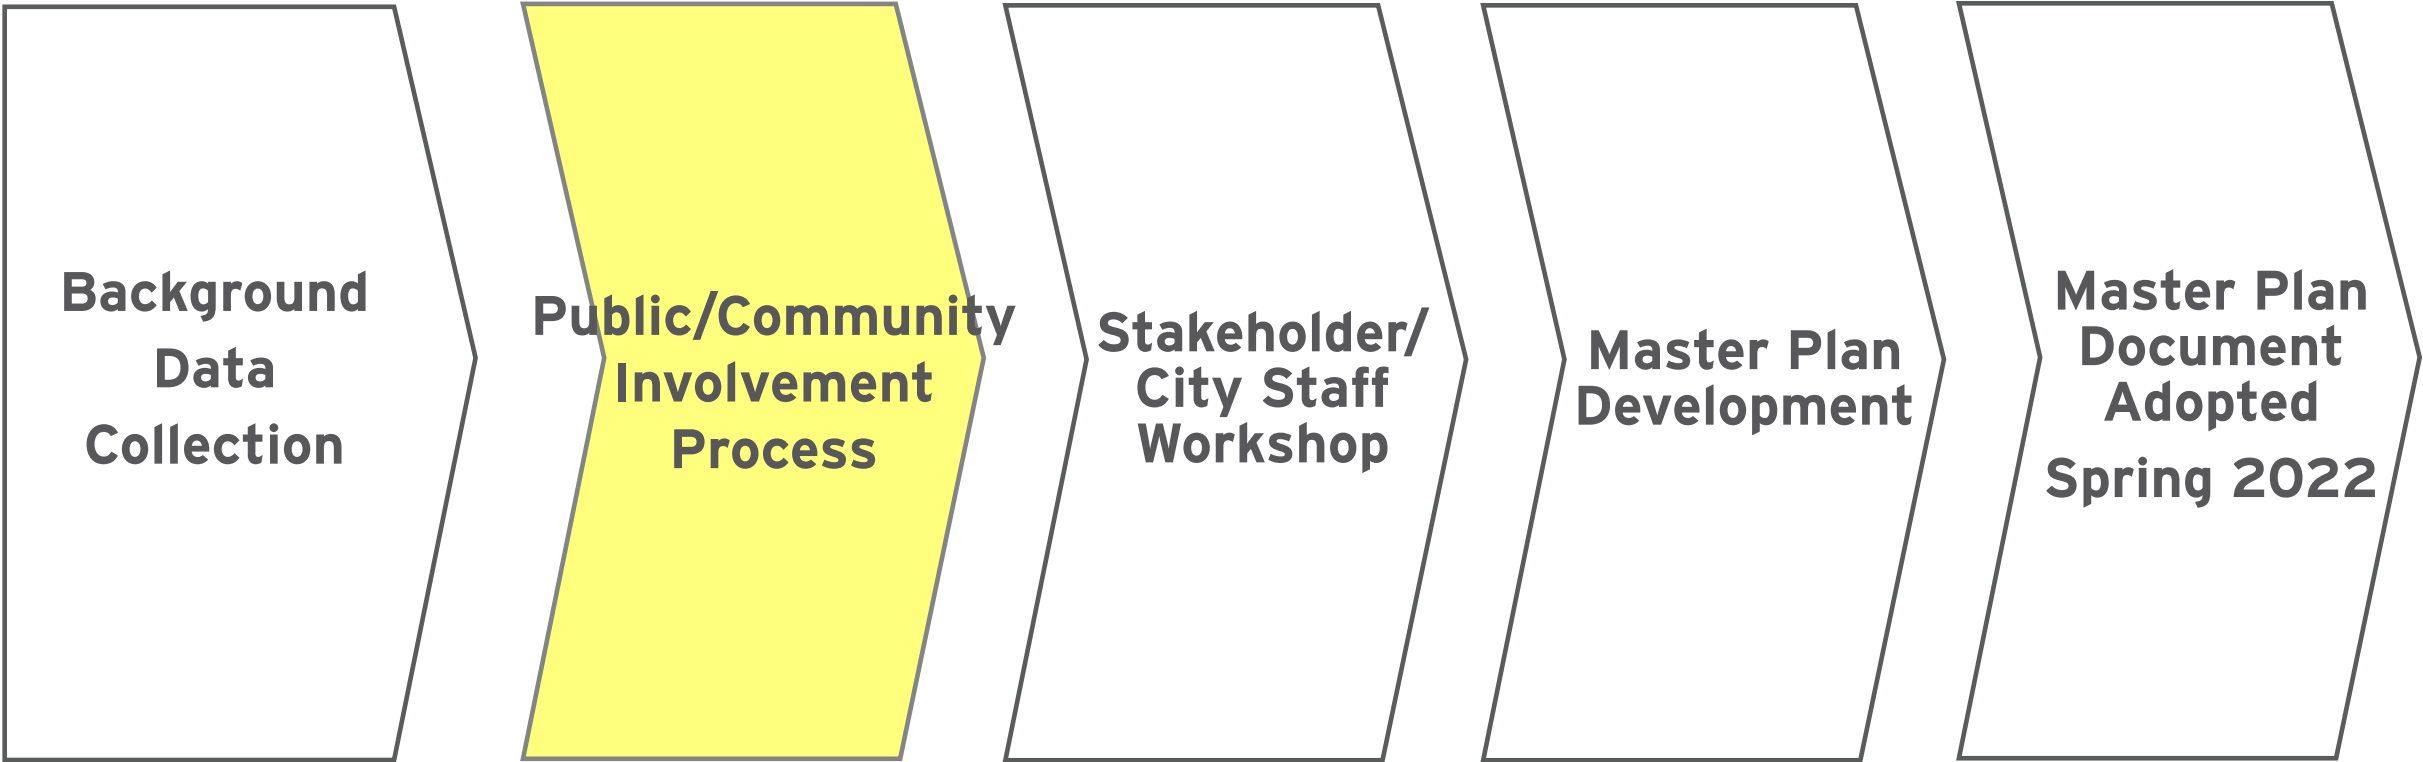 Background
Data
Collection
Public/Community
Involvement
Process
Stakeholder/
City Staff
Workshop
Master Plan
Development
Master Plan
Document
Adopted
Spring 2022